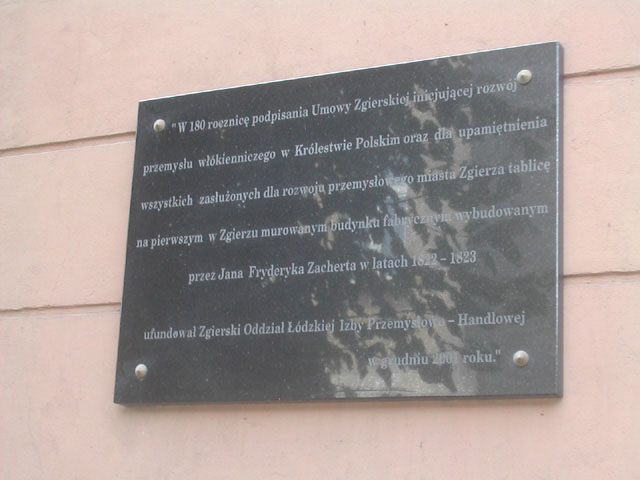 "W 180 rocznicę podpisania Umowy Zgierskiej inicjującej rozwój
przemysłu włókienniczego w Królestwie Polskim oraz dla upamiętnienia
wszystkich zasłużonych dla rozwoju przemysłowego miasta Zgierza tablicę
na pierwszym w Zgierzu murowanym budynku fabrycznym wybudowanym
przez Jana Fryderyka Zacherta w latach 1822 - 1823
ufundował Zgierski Oddział Łódzkiej Izby Przemysłowo - Handlowej
w grudniu 2001 roku."